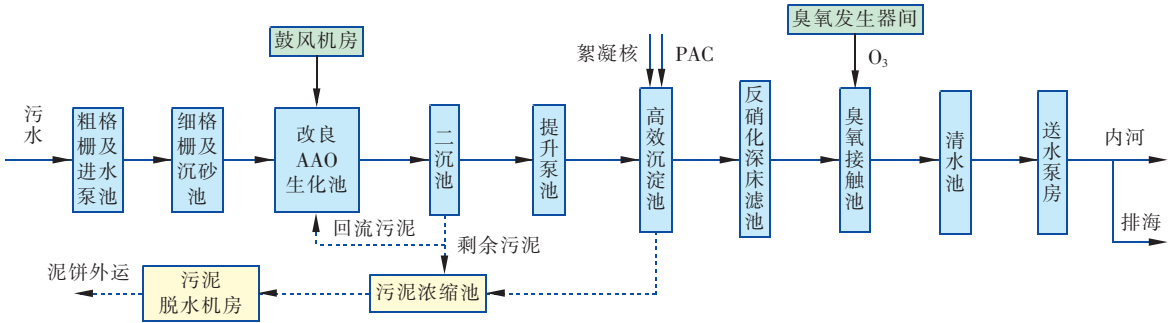 鼓风机房
臭氧发生器间
絮凝核
PAC
O₃
污
水
粗格
栅及
进水
泵池
细格
栅及
沉砂
池
改良
AAO
生化池
二
沉
池
提
升
泵
池
高
效
沉
淀
池
反
硝
化
深
床
滤
池
臭
氧
接
触
池
清
水
池
送
水
泵
房
内河
排海
回流污泥
剩余污泥
泥饼外运
污泥
脱水机房
污泥浓缩池